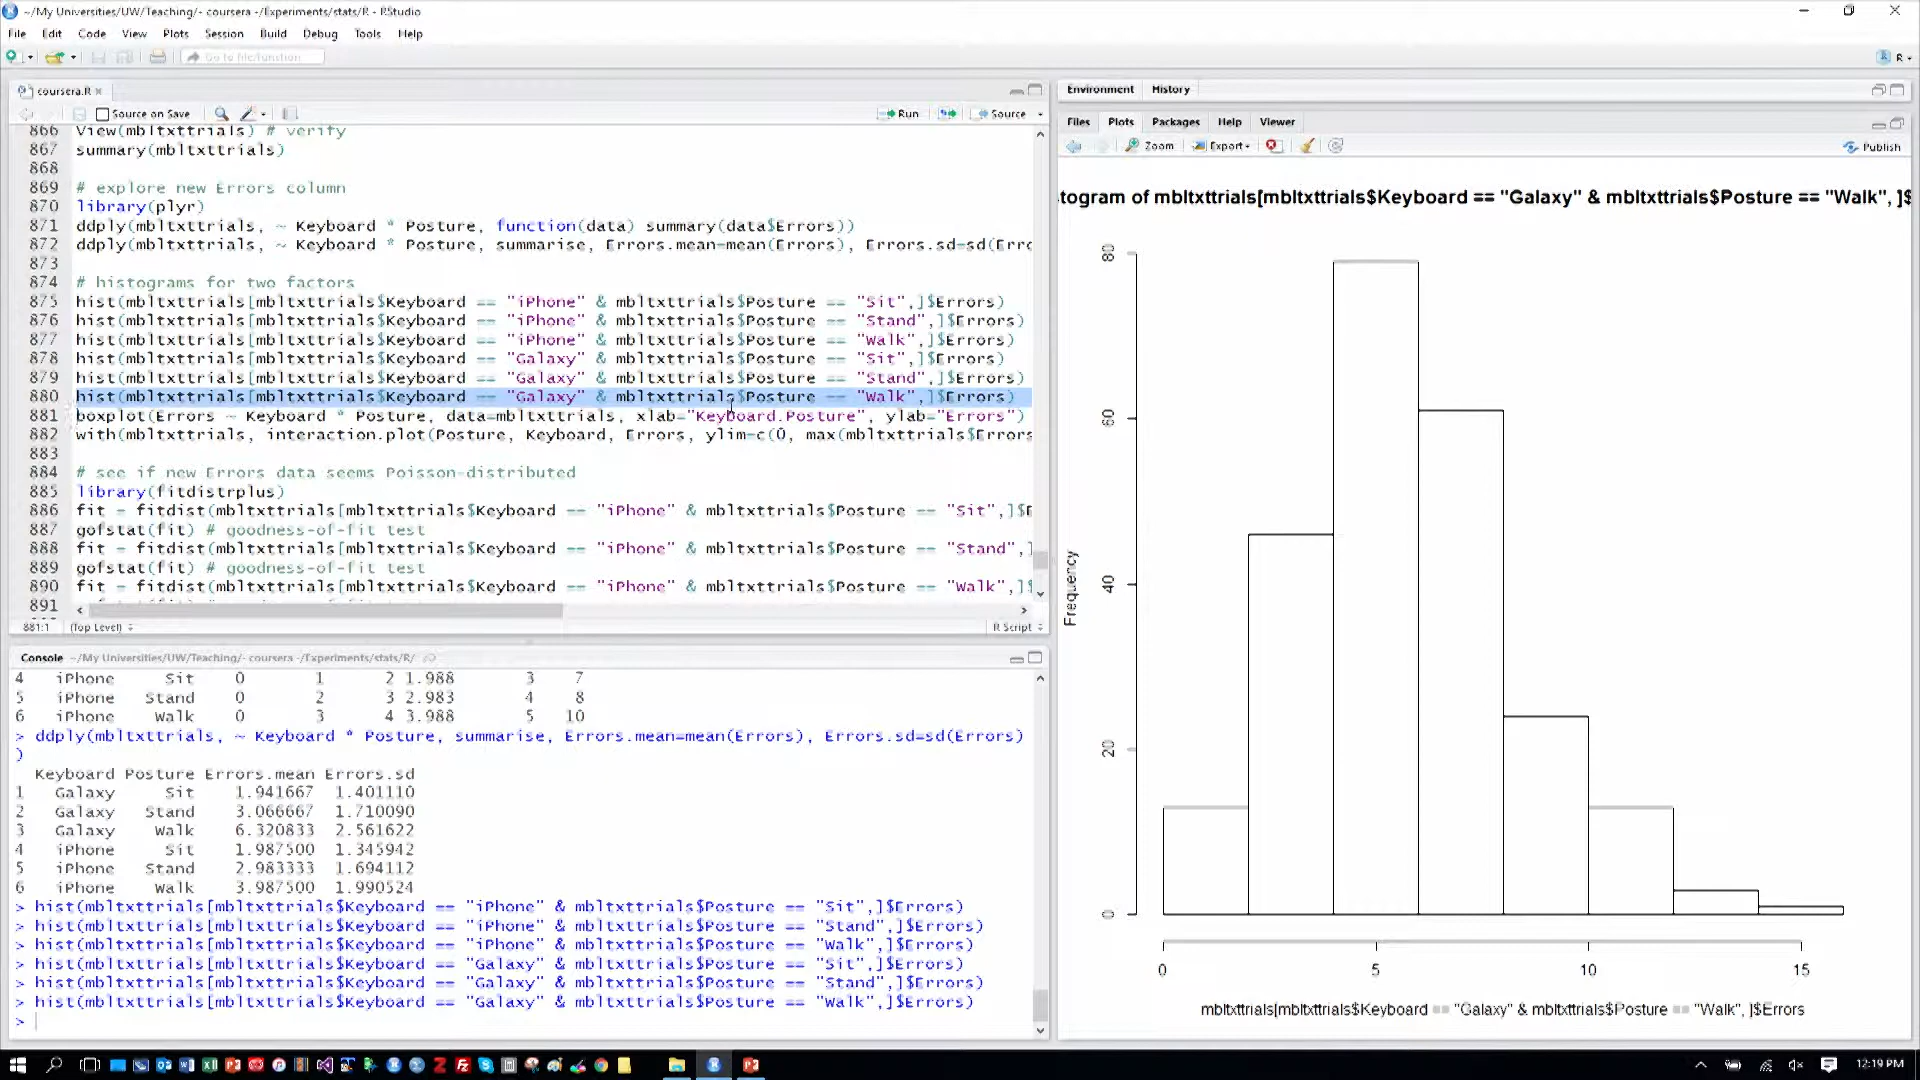 ~/My Universities/UW/Teaching/- coursera -/Experiments/stats/R - RStudio
File Edit Code View Plots Session Build Debug Tools Help
Go to file/function
R
coursera.R
Source on Save
Run
Source
866 View(mbltxttrials) # verify
867 summary(mbltxttrials)
868
869 # explore new Errors column
870 library(plyr)
871 ddply(mbltxttrials, ~ Keyboard * Posture, function(data) summary(data$Errors))
872 ddply(mbltxttrials, ~ Keyboard * Posture, summarise, Errors.mean=mean(Errors), Errors.sd=sd(Erro
873
874 # histograms for two factors
875 hist(mbltxttrials[mbltxttrials$Keyboard == "iPhone" & mbltxttrials$Posture == "Sit",]$Errors)
876 hist(mbltxttrials[mbltxttrials$Keyboard == "iPhone" & mbltxttrials$Posture == "Stand",]$Errors)
877 hist(mbltxttrials[mbltxttrials$Keyboard == "iPhone" & mbltxttrials$Posture == "Walk",]$Errors)
878 hist(mbltxttrials[mbltxttrials$Keyboard == "Galaxy" & mbltxttrials$Posture == "Sit",]$Errors)
879 hist(mbltxttrials[mbltxttrials$Keyboard == "Galaxy" & mbltxttrials$Posture == "Stand",]$Errors)
880 hist(mbltxttrials[mbltxttrials$Keyboard == "Galaxy" & mbltxttrials$Posture == "Walk",]$Errors)
881 boxplot(Errors ~ Keyboard * Posture, data=mbltxttrials, xlab="Keyboard.Posture", ylab="Errors")
882 with(mbltxttrials, interaction.plot(Posture, Keyboard, Errors, ylim=c(0, max(mbltxttrials$Errors
883
884 # see if new Errors data seems Poisson-distributed
885 library(fitdistrplus)
886 fit = fitdist(mbltxttrials[mbltxttrials$Keyboard == "iPhone" & mbltxttrials$Posture == "Sit",]$E
887 gofstat(fit) # goodness-of-fit test
888 fit = fitdist(mbltxttrials[mbltxttrials$Keyboard == "iPhone" & mbltxttrials$Posture == "Stand",]
889 gofstat(fit) # goodness-of-fit test
890 fit = fitdist(mbltxttrials[mbltxttrials$Keyboard == "iPhone" & mbltxttrials$Posture == "Walk",]$E
891
881:1 (Top Level) R Script
Console ~/My Universities/UW/Teaching/- coursera -/Experiments/stats/R/
4 iPhone Sit 0 1 2 1.988 3 7
5 iPhone Stand 0 2 3 2.983 4 8
6 iPhone Walk 0 3 4 3.988 5 10
> ddply(mbltxttrials, ~ Keyboard * Posture, summarise, Errors.mean=mean(Errors), Errors.sd=sd(Errors)
)
Keyboard Posture Errors.mean Errors.sd
1 Galaxy Sit 1.941667 1.401110
2 Galaxy Stand 3.066667 1.710090
3 Galaxy Walk 6.320833 2.561622
4 iPhone Sit 1.987500 1.345942
5 iPhone Stand 2.983333 1.694112
6 iPhone Walk 3.987500 1.990524
> hist(mbltxttrials[mbltxttrials$Keyboard == "iPhone" & mbltxttrials$Posture == "Sit",]$Errors)
> hist(mbltxttrials[mbltxttrials$Keyboard == "iPhone" & mbltxttrials$Posture == "Stand",]$Errors)
> hist(mbltxttrials[mbltxttrials$Keyboard == "iPhone" & mbltxttrials$Posture == "Walk",]$Errors)
> hist(mbltxttrials[mbltxttrials$Keyboard == "Galaxy" & mbltxttrials$Posture == "Sit",]$Errors)
> hist(mbltxttrials[mbltxttrials$Keyboard == "Galaxy" & mbltxttrials$Posture == "Stand",]$Errors)
> hist(mbltxttrials[mbltxttrials$Keyboard == "Galaxy" & mbltxttrials$Posture == "Walk",]$Errors)
>
Environment History
Files Plots Packages Help Viewer
Zoom Export Publish
togram of mbltxttrials[mbltxttrials$Keyboard == "Galaxy" & mbltxttrials$Posture == "Walk", ]$
Frequency
80
60
40
20
0
0 5 10 15
mbltxttrials[mbltxttrials$Keyboard == "Galaxy" & mbltxttrials$Posture == "Walk", ]$Errors
12:19 PM